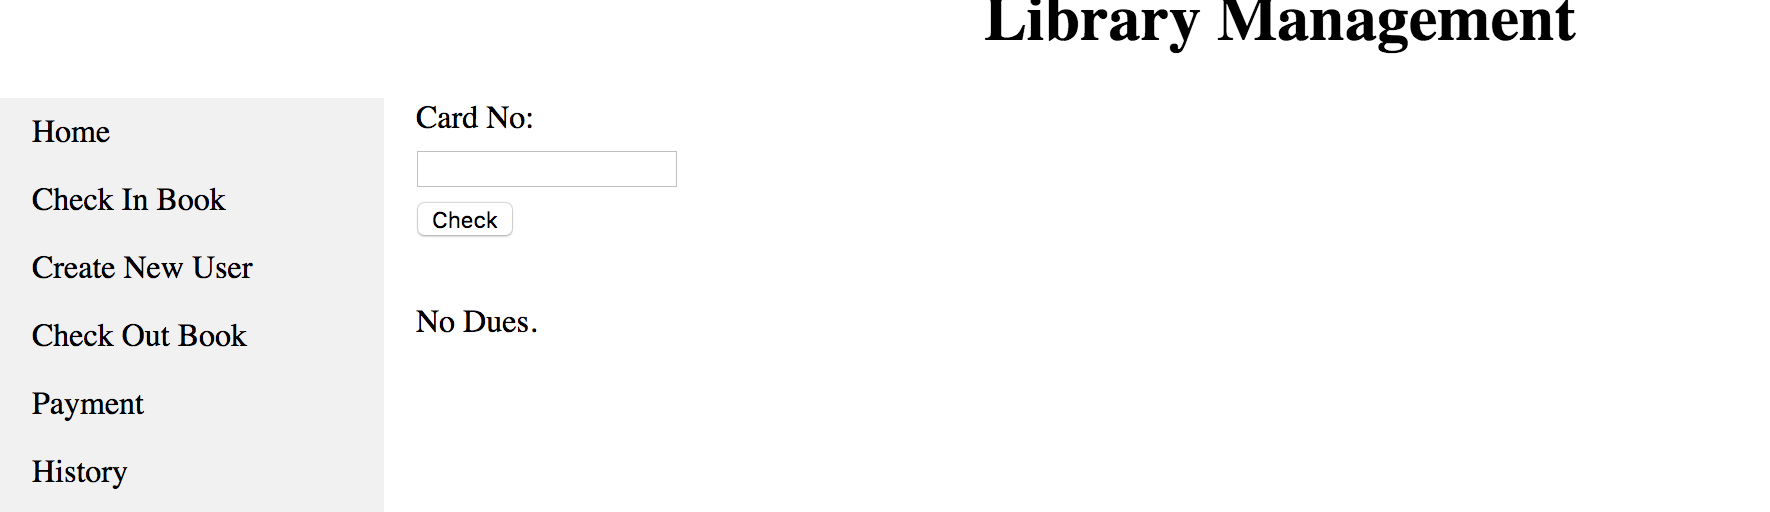 Library Management
Home
Check In Book
Create New User
Check Out Book
Payment
History
Card No:
Check
No Dues.